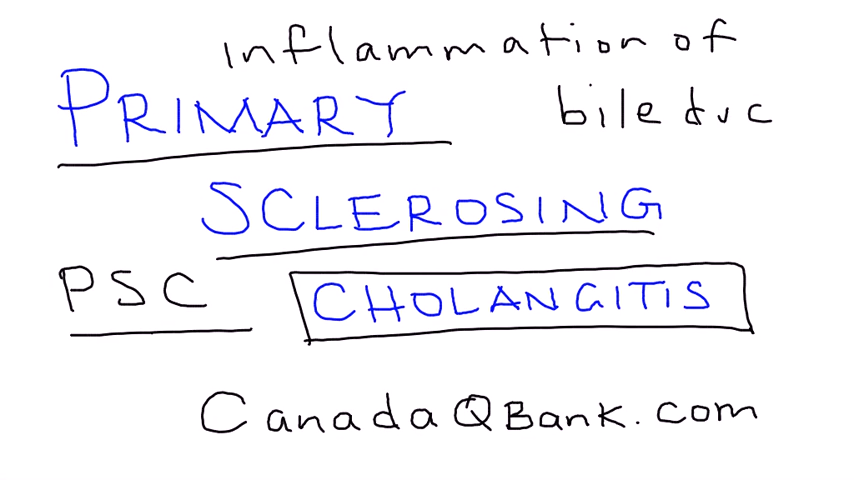 inflammation of
bile duc
PRIMARY
SCLEROSING
PSC
CHOLANGITIS
CanadaQBank.com